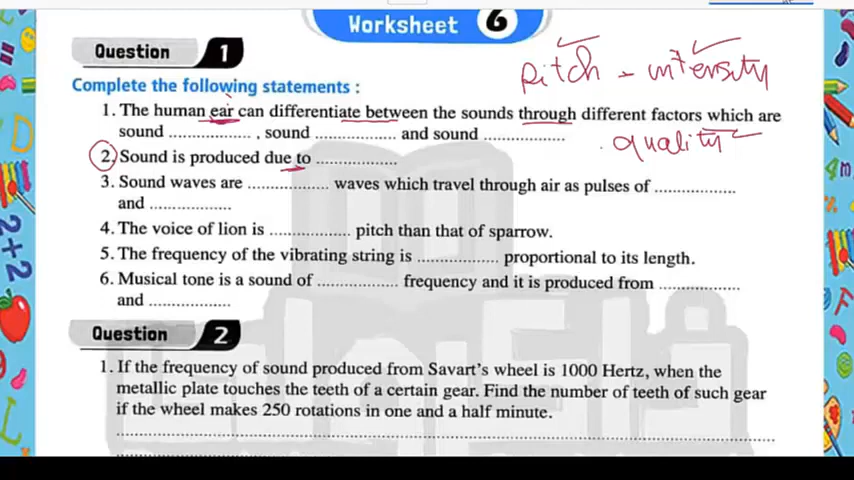 Worksheet 6
Question 1
pitch - intensity
Complete the following statements :
1. The human ear can differentiate between the sounds through different factors which are
sound .................. , sound .................. and sound ..................
quality
2. Sound is produced due to ..................
3. Sound waves are .................. waves which travel through air as pulses of ..................
and ..................
4. The voice of lion is .................. pitch than that of sparrow.
5. The frequency of the vibrating string is .................. proportional to its length.
6. Musical tone is a sound of .................. frequency and it is produced from ..................
and ..................
Question 2
1. If the frequency of sound produced from Savart's wheel is 1000 Hertz, when the
metallic plate touches the teeth of a certain gear. Find the number of teeth of such gear
if the wheel makes 250 rotations in one and a half minute.